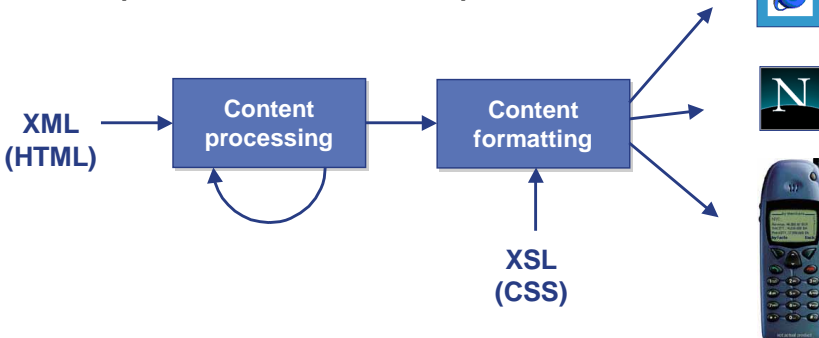 XML
(HTML)
Content
processing
Content
formatting
XSL
(CSS)
N